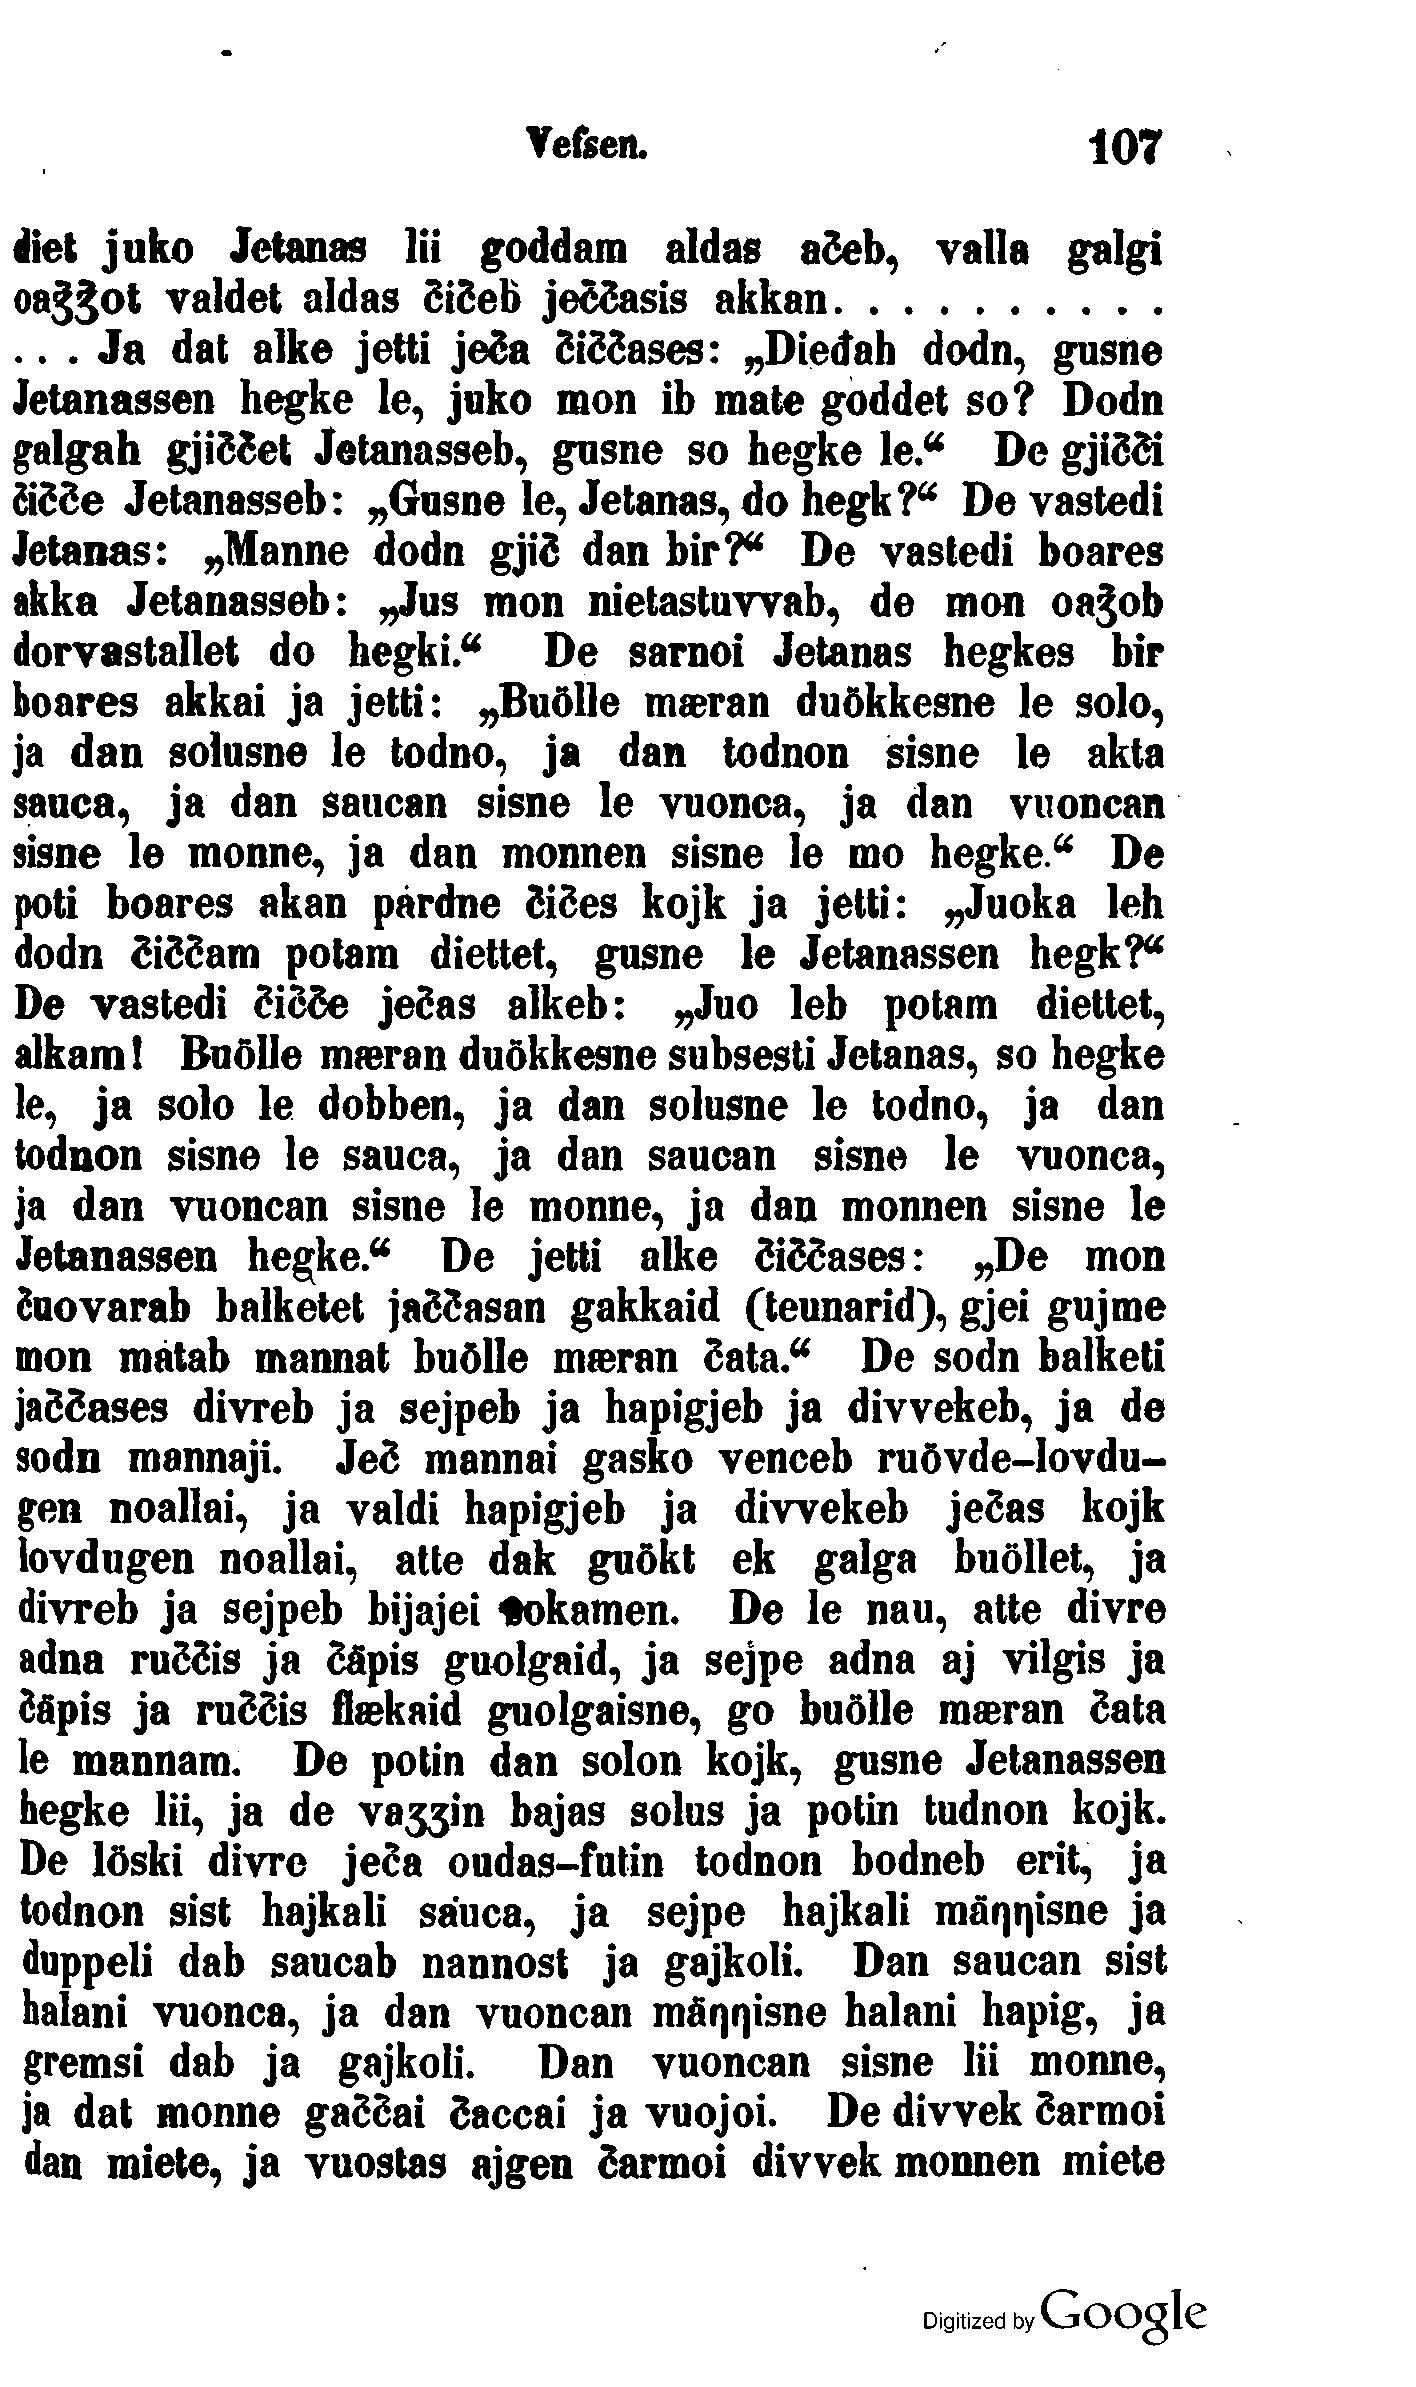 Vefsen. 107
diet juko Jetanas lii goddam aldas ačeb, valla galgi
oaǯǯot valdet aldas čičeb ječčasis akkan. . . . . . . . . .
. . . Ja dat alke jetti ječa čiččases: „Dieđah dodn, gusne
Jetanassen hegke le, juko mon ib mate goddet so? Dodn
galgah gjiččet Jetanasseb, gusne so hegke le.“ De gjičči
čičče Jetanasseb: „Gusne le, Jetanas, do hegk?“ De vastedi
Jetanas: „Manne dodn gjič dan bir?“ De vastedi boares
akka Jetanasseb: „Jus mon nietastuvvab, de mon oaǯob
dorvastallet do hegki.“ De sarnoi Jetanas hegkes bir
boares akkai ja jetti: „Buölle mæran duökkesne le solo,
ja dan solusne le todno, ja dan todnon sisne le akta
sauca, ja dan saucan sisne le vuonca, ja dan vuoncan
sisne le monne, ja dan monnen sisne le mo hegke.“ De
poti boares akan pardne čičes kojk ja jetti: „Juoka leh
dodn čiččam potam diettet, gusne le Jetanassen hegk?“
De vastedi čičče ječas alkeb: „Juo leb potam diettet,
alkam! Buölle mæran duökkesne subsesti Jetanas, so hegke
le, ja solo le dobben, ja dan solusne le todno, ja dan
todnon sisne le sauca, ja dan saucan sisne le vuonca,
ja dan vuoncan sisne le monne, ja dan monnen sisne le
Jetanassen hegke.“ De jetti alke čiččases: „De mon
čuovarab balketet jaččasan gakkaid (teunarid), gjei gujme
mon matab mannat buölle mæran čata.“ De sodn balketi
jaččases divreb ja sejpeb ja hapigjeb ja divvekeb, ja de
sodn mannaji. Ječ mannai gasko venceb ruövde-lovdu-
gen noallai, ja valdi hapigjeb ja divvekeb ječas kojk
lovdugen noallai, atte dak guökt ek galga buöllet, ja
divreb ja sejpeb bijajei De le nau, atte divre
adna ruččis ja čäpis guolgaid, ja sejpe adna aj vilgis ja
čäpis ja ruččis flækaid guolgaisne, go buölle mæran čata
le mannam. De potin dan solon kojk, gusne Jetanassen
hegke lii, ja de vaʒʒin bajas solus ja potin tudnon kojk.
De löski divre ječa oudas-futin todnon bodneb erit, ja
todnon sist hajkali sauca, ja sejpe hajkali mäŋŋisne ja
duppeli dab saucab nannost ja gajkoli. Dan saucan sist
halani vuonca, ja dan vuoncan mäŋŋisne halani hapig, ja
gremsi dab ja gajkoli. Dan vuoncan sisne lii monne,
ja dat monne gaččai čaccai ja vuojoi. De divvek čarmoi
dan miete, ja vuostas ajgen čarmoi divvek monnen miete
Digitized by Google